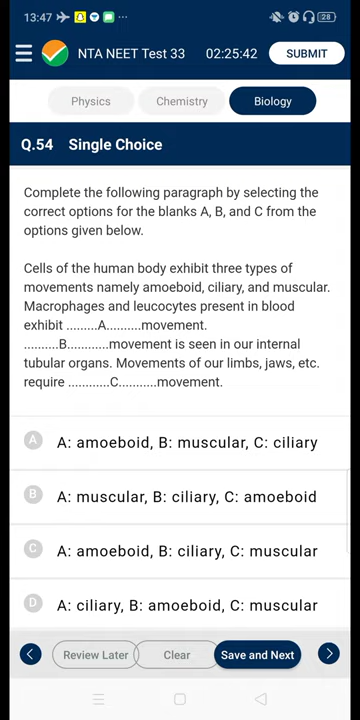 13:47
28
NTA NEET Test 33 02:25:42 SUBMIT
Physics Chemistry Biology
Q.54 Single Choice
Complete the following paragraph by selecting the
correct options for the blanks A, B, and C from the
options given below.
Cells of the human body exhibit three types of
movements namely amoeboid, ciliary, and muscular.
Macrophages and leucocytes present in blood
exhibit .........A..........movement.
.........B............movement is seen in our internal
tubular organs. Movements of our limbs, jaws, etc.
require ............C..........movement.
A A: amoeboid, B: muscular, C: ciliary
B A: muscular, B: ciliary, C: amoeboid
C A: amoeboid, B: ciliary, C: muscular
D A: ciliary, B: amoeboid, C: muscular
Review Later Clear Save and Next